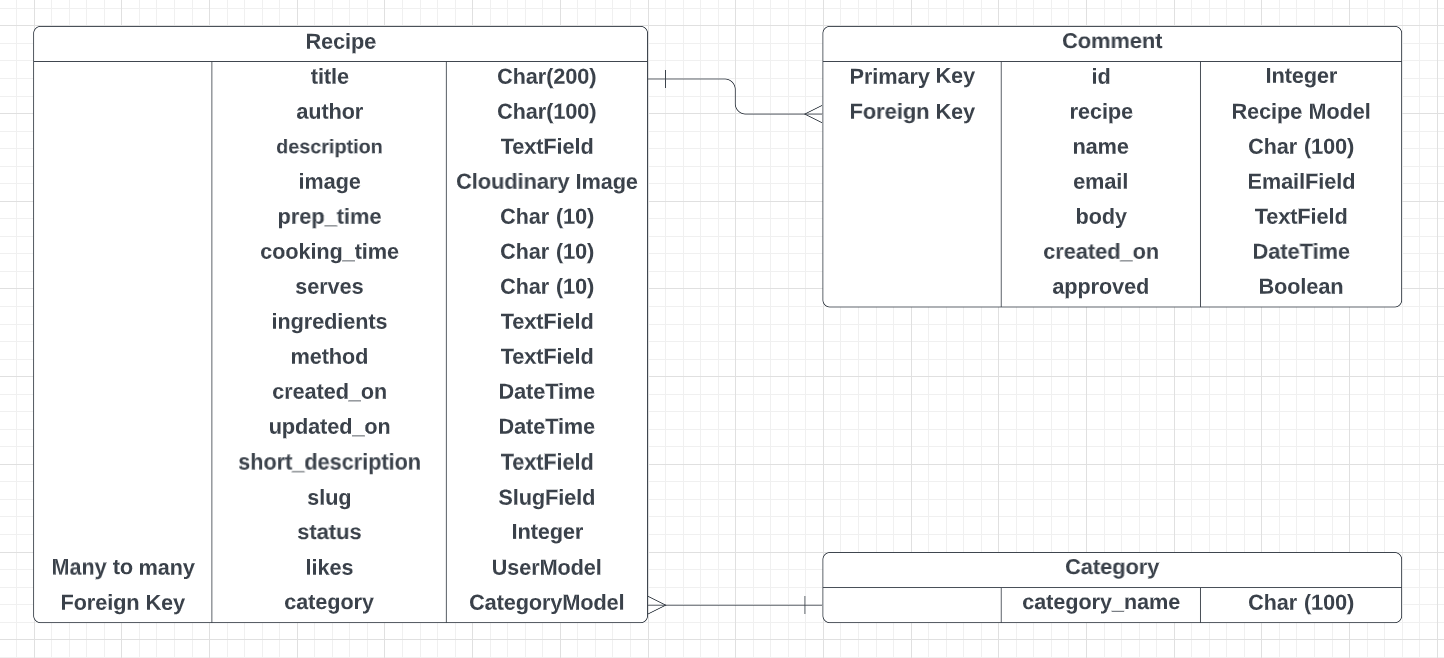 Recipe
title Char(200)
author Char(100)
description TextField
image Cloudinary Image
prep_time Char (10)
cooking_time Char (10)
serves Char (10)
ingredients TextField
method TextField
created_on DateTime
updated_on DateTime
short_description TextField
slug SlugField
status Integer
Many to many likes UserModel
Foreign Key category CategoryModel
Comment
Primary Key id Integer
Foreign Key recipe Recipe Model
name Char (100)
email EmailField
body TextField
created_on DateTime
approved Boolean
Category
category_name Char (100)